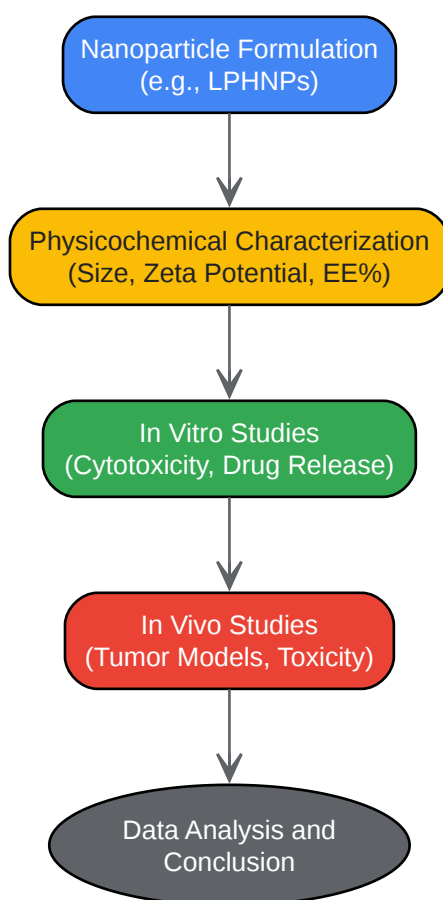 Nanoparticle Formulation
(e.g., LPHNPs)
Physicochemical Characterization
(Size, Zeta Potential, EE%)
In Vitro Studies
(Cytotoxicity, Drug Release)
In Vivo Studies
(Tumor Models, Toxicity)
Data Analysis and
Conclusion